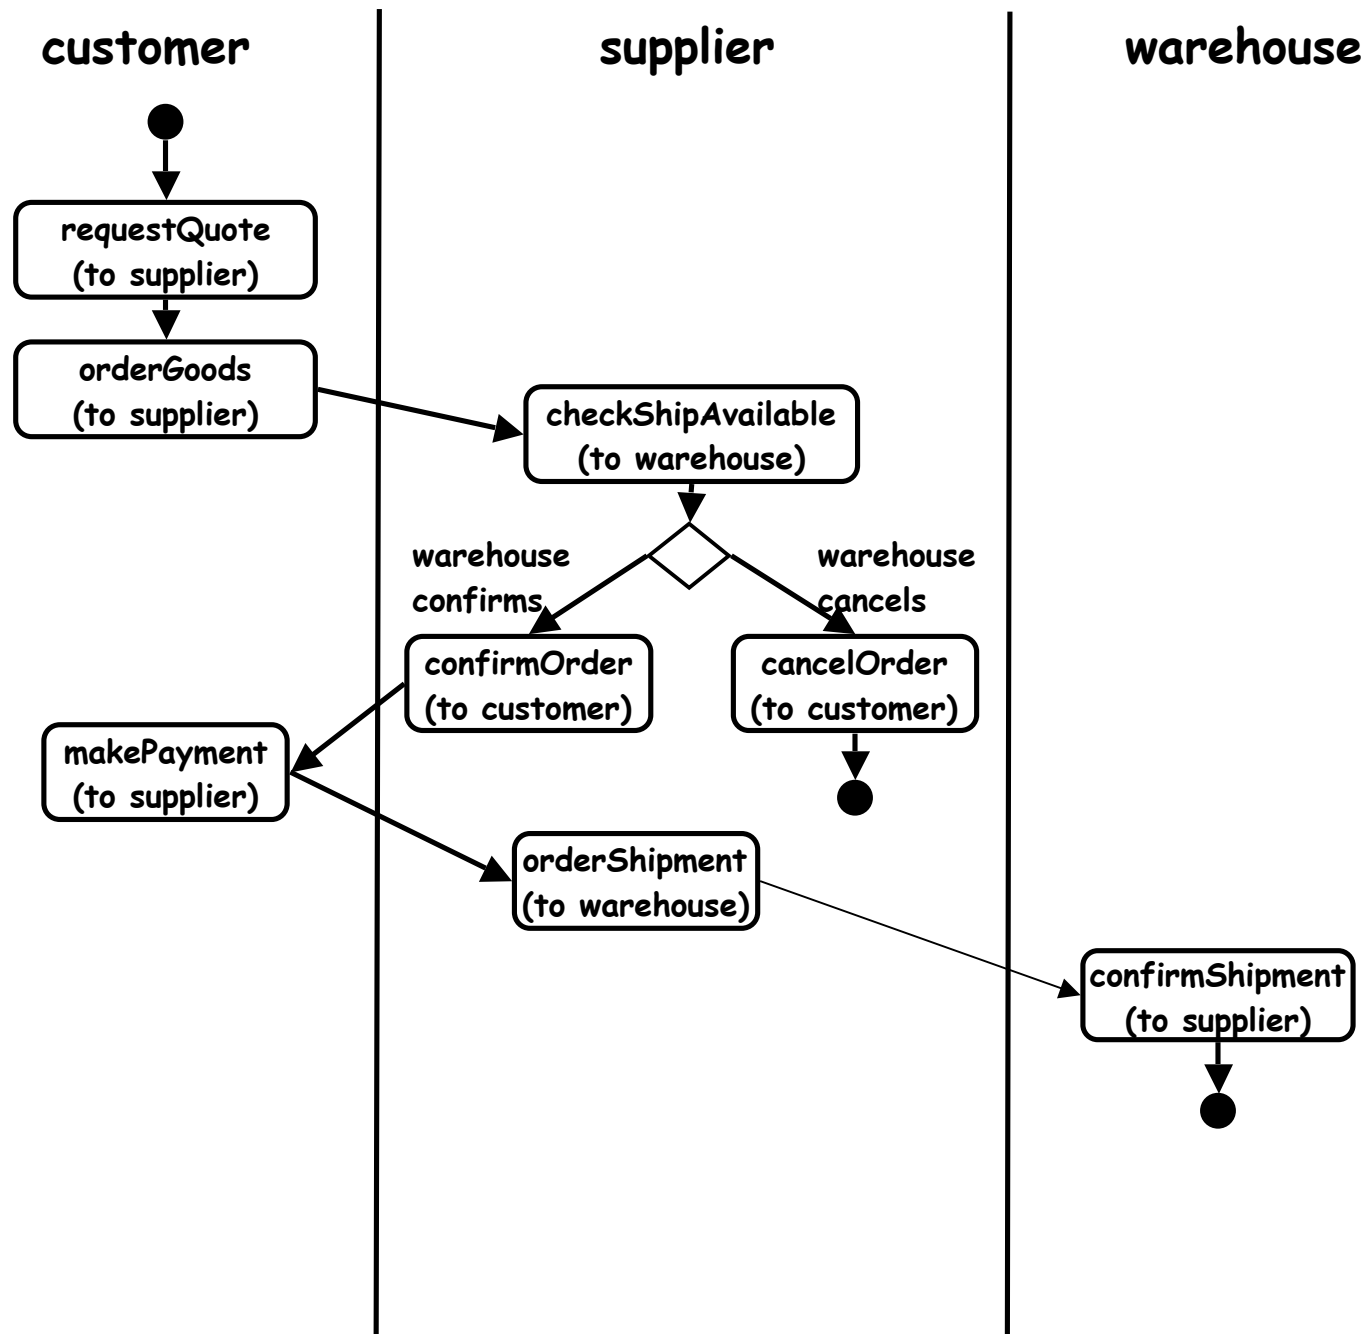 customer
supplier
warehouse
requestQuote
(to supplier)
orderGoods
(to supplier)
checkShipAvailable
(to warehouse)
warehouse
confirms
warehouse
cancels
confirmOrder
(to customer)
cancelOrder
(to customer)
makePayment
(to supplier)
orderShipment
(to warehouse)
confirmShipment
(to supplier)